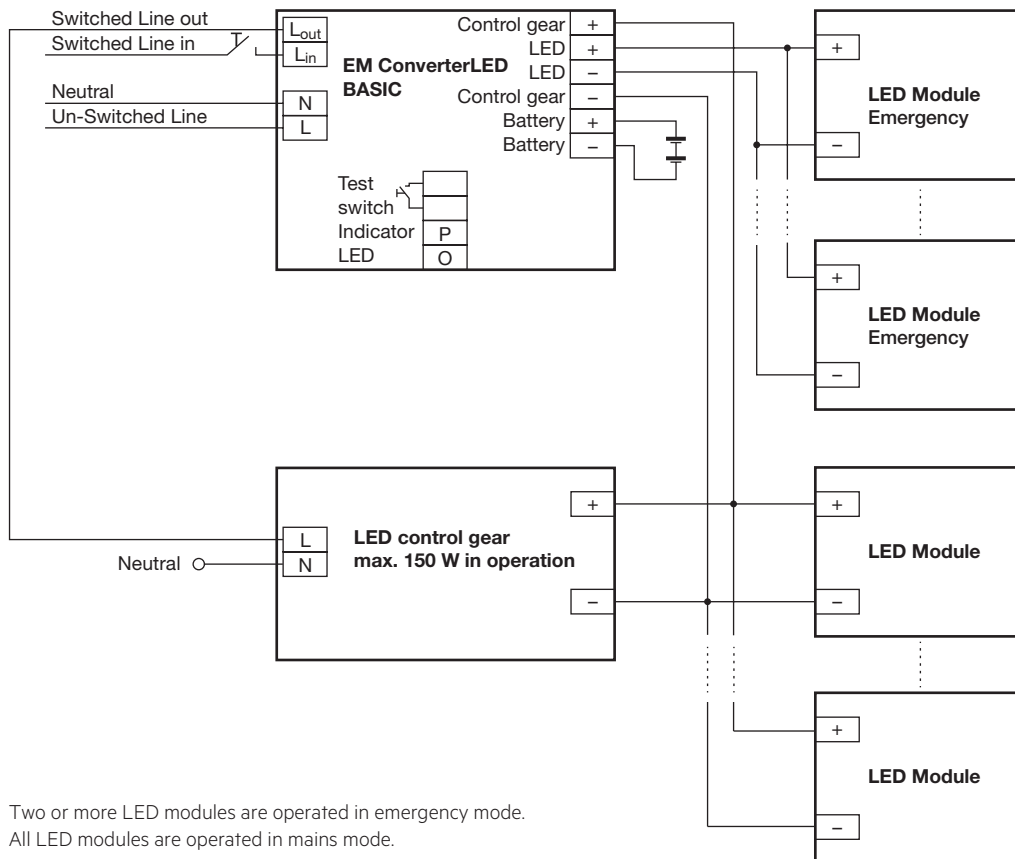 Switched Line out
Switched Line in
Neutral
Un-Switched Line
Lout
Lin
N
L
EM ConverterLED
BASIC
Control gear +
LED +
LED –
Control gear –
Battery +
Battery –
Test
switch
Indicator P
LED O
+
LED Module
Emergency
–
+
LED Module
Emergency
–
L
Neutral N
LED control gear
max. 150 W in operation
+
–
+
LED Module
–
+
LED Module
–
Two or more LED modules are operated in emergency mode.
All LED modules are operated in mains mode.